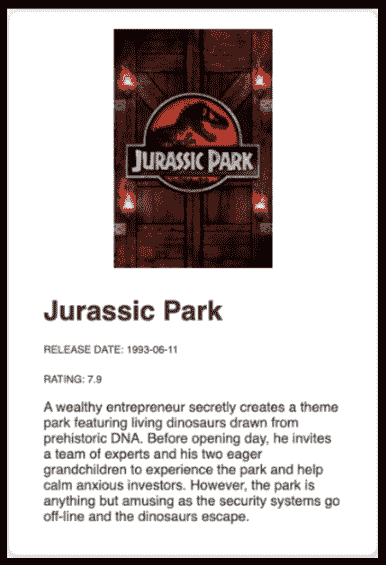 JURASSIC PARK
Jurassic Park
RELEASE DATE: 1993-06-11
RATING: 7.9
A wealthy entrepreneur secretly creates a theme
park featuring living dinosaurs drawn from
prehistoric DNA. Before opening day, he invites
a team of experts and his two eager
grandchildren to experience the park and help
calm anxious investors. However, the park is
anything but amusing as the security systems go
off-line and the dinosaurs escape.